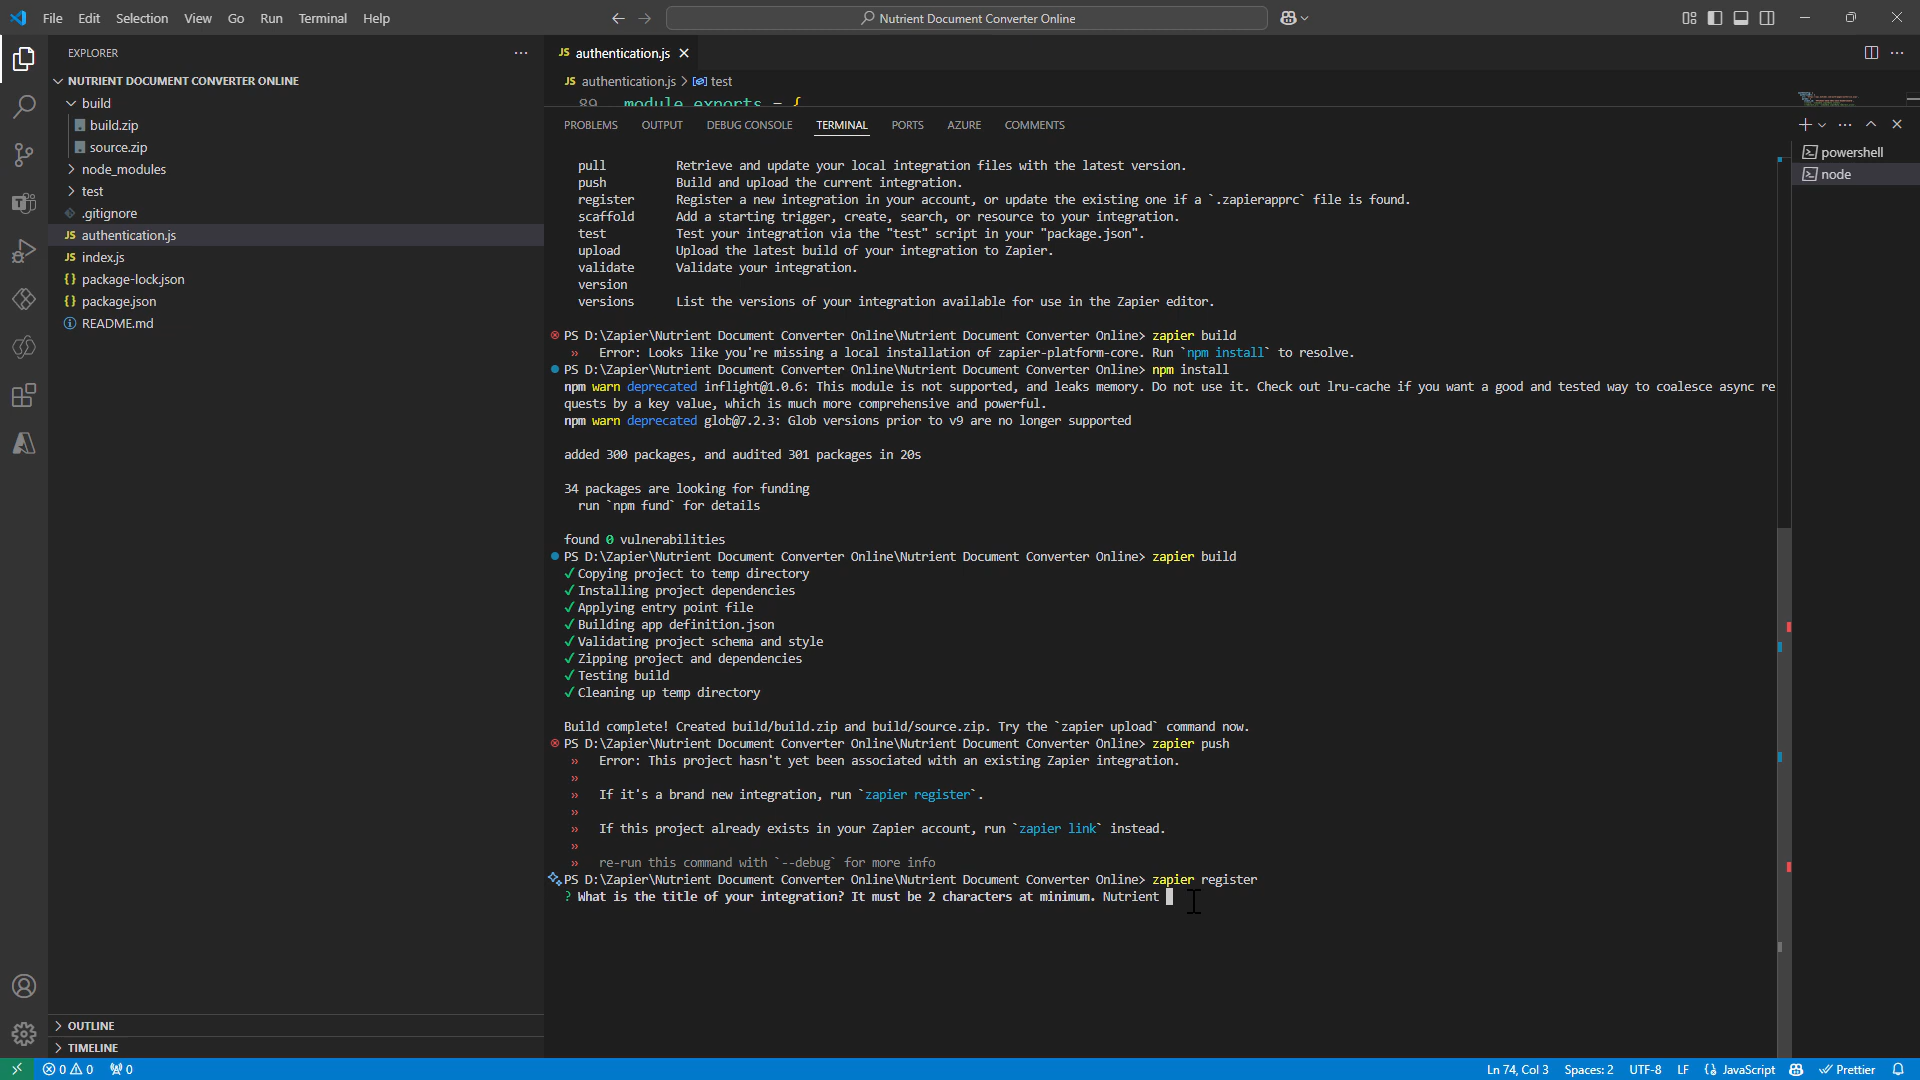 File Edit Selection View Go Run Terminal Help
Nutrient Document Converter Online
EXPLORER
NUTRIENT DOCUMENT CONVERTER ONLINE
build
build.zip
source.zip
node_modules
test
.gitignore
JS authentication.js
JS index.js
{} package-lock.json
{} package.json
README.md
OUTLINE
TIMELINE
JS authentication.js
JS authentication.js > test
89 module.exports = {
PROBLEMS OUTPUT DEBUG CONSOLE TERMINAL PORTS AZURE COMMENTS
powershell
node
pull Retrieve and update your local integration files with the latest version.
push Build and upload the current integration.
register Register a new integration in your account, or update the existing one if a `.zapierapprc` file is found.
scaffold Add a starting trigger, create, search, or resource to your integration.
test Test your integration via the "test" script in your "package.json".
upload Upload the latest build of your integration to Zapier.
validate Validate your integration.
version
versions List the versions of your integration available for use in the Zapier editor.
PS D:\Zapier\Nutrient Document Converter Online\Nutrient Document Converter Online> zapier build
» Error: Looks like you're missing a local installation of zapier-platform-core. Run `npm install` to resolve.
PS D:\Zapier\Nutrient Document Converter Online\Nutrient Document Converter Online> npm install
npm warn deprecated inflight@1.0.6: This module is not supported, and leaks memory. Do not use it. Check out lru-cache if you want a good and tested way to coalesce async re
quests by a key value, which is much more comprehensive and powerful.
npm warn deprecated glob@7.2.3: Glob versions prior to v9 are no longer supported
added 300 packages, and audited 301 packages in 20s
34 packages are looking for funding
run `npm fund` for details
found 0 vulnerabilities
PS D:\Zapier\Nutrient Document Converter Online\Nutrient Document Converter Online> zapier build
✓ Copying project to temp directory
✓ Installing project dependencies
✓ Applying entry point file
✓ Building app definition.json
✓ Validating project schema and style
✓ Zipping project and dependencies
✓ Testing build
✓ Cleaning up temp directory
Build complete! Created build/build.zip and build/source.zip. Try the `zapier upload` command now.
PS D:\Zapier\Nutrient Document Converter Online\Nutrient Document Converter Online> zapier push
» Error: This project hasn't yet been associated with an existing Zapier integration.
»
» If it's a brand new integration, run `zapier register`.
»
» If this project already exists in your Zapier account, run `zapier link` instead.
»
» re-run this command with `--debug` for more info
PS D:\Zapier\Nutrient Document Converter Online\Nutrient Document Converter Online> zapier register
? What is the title of your integration? It must be 2 characters at minimum. Nutrient
0 0 0 Ln 74, Col 3 Spaces: 2 UTF-8 LF {} JavaScript Prettier